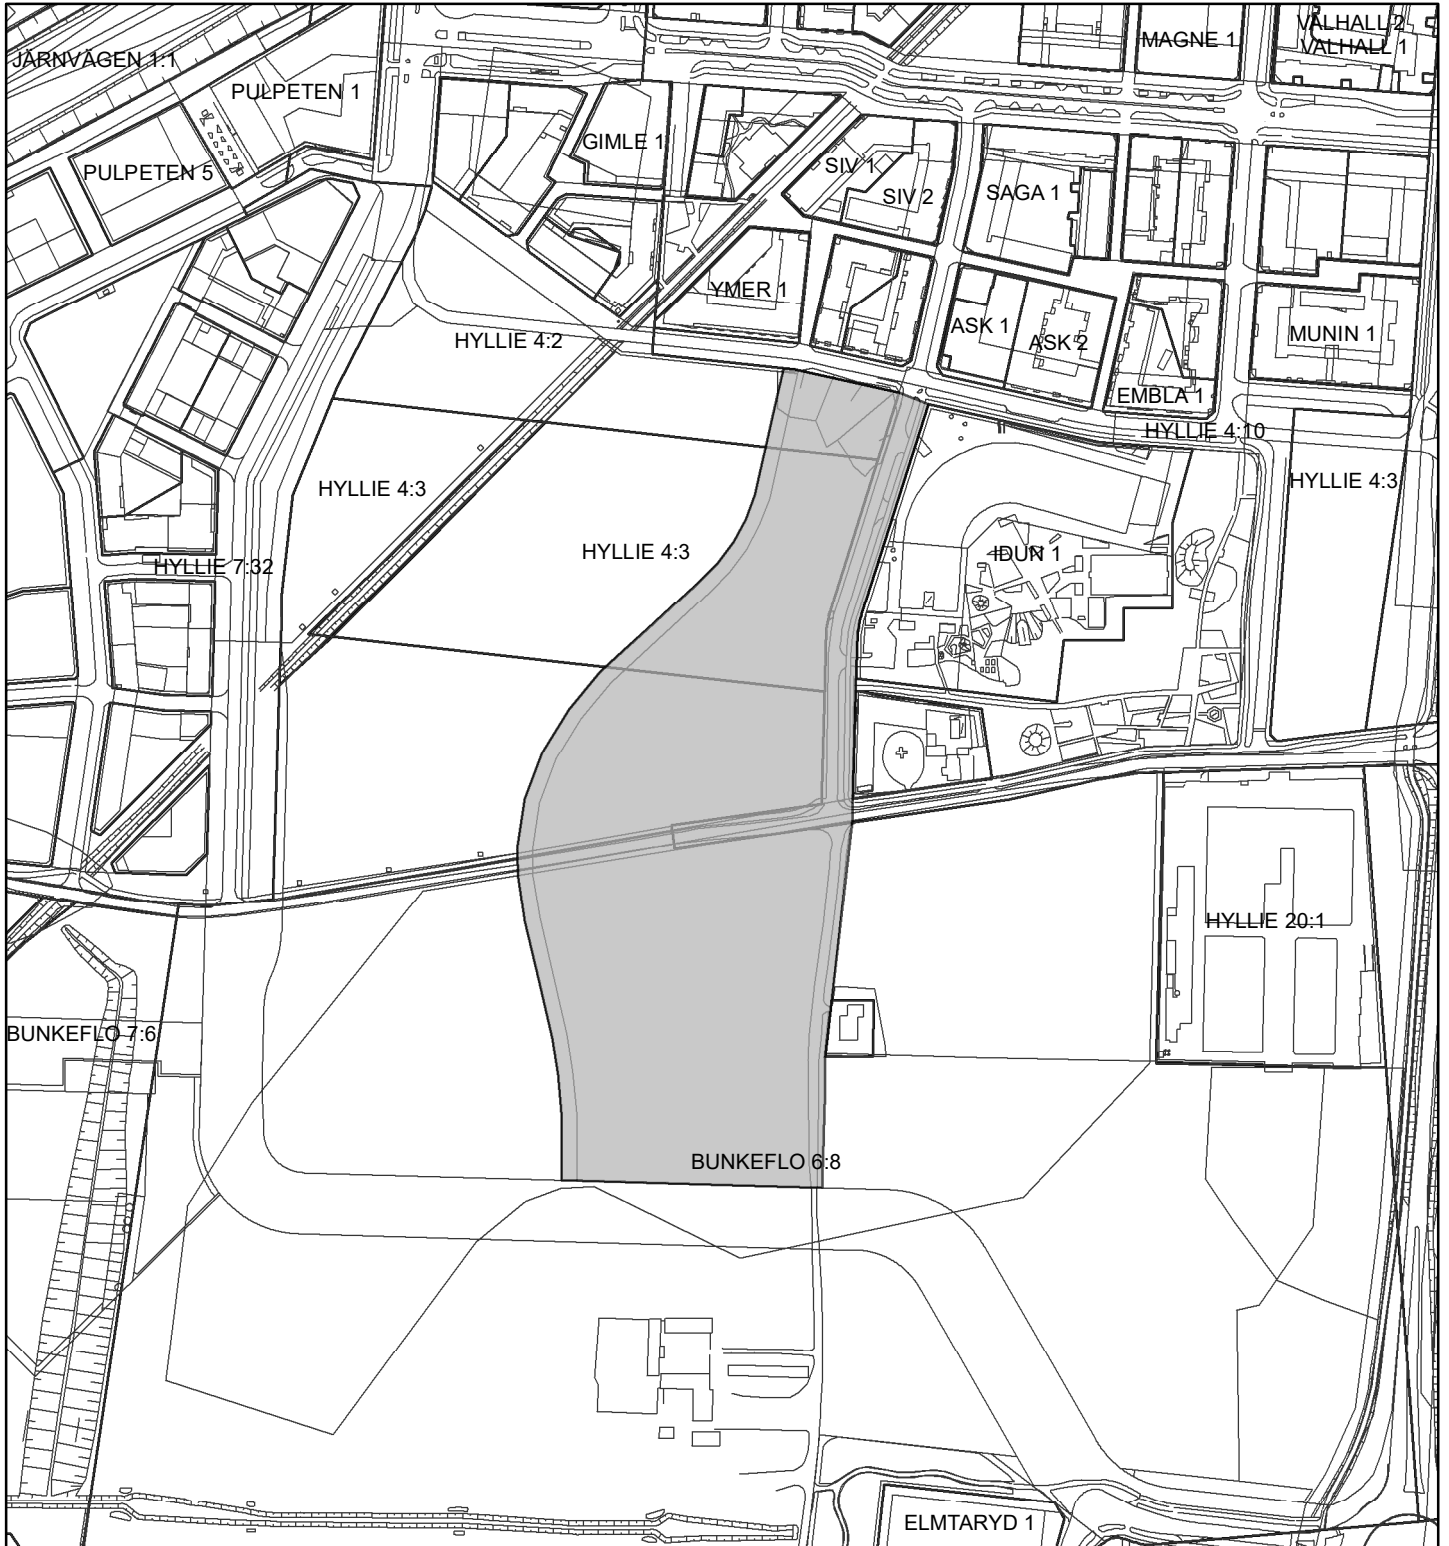 VALHALL 2
MAGNE 1
VALHALL 1
JÄRNVÄGEN 1:1
PULPETEN 1
GIMLE 1
PULPETEN 5
SIV 1
SIV 2
SAGA 1
YMER 1
ASK 1
ASK 2
MUNIN 1
HYLLIE 4:2
EMBLA 1
HYLLIE 4:10
HYLLIE 4:3
HYLLIE 4:3
HYLLIE 4:3
IDUN 1
HYLLIE 7:32
HYLLIE 20:1
BUNKEFLO 7:6
BUNKEFLO 6:8
ELMTARYD 1